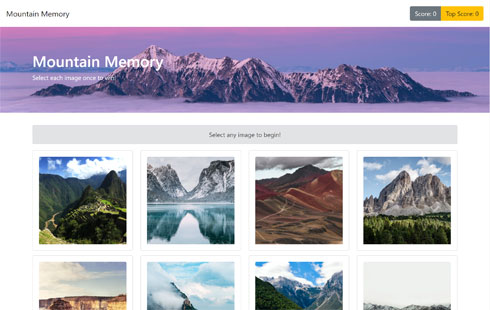 Mountain Memory
Score: 0
Top Score: 0
Mountain Memory
Select each image once to win!
Select any image to begin!